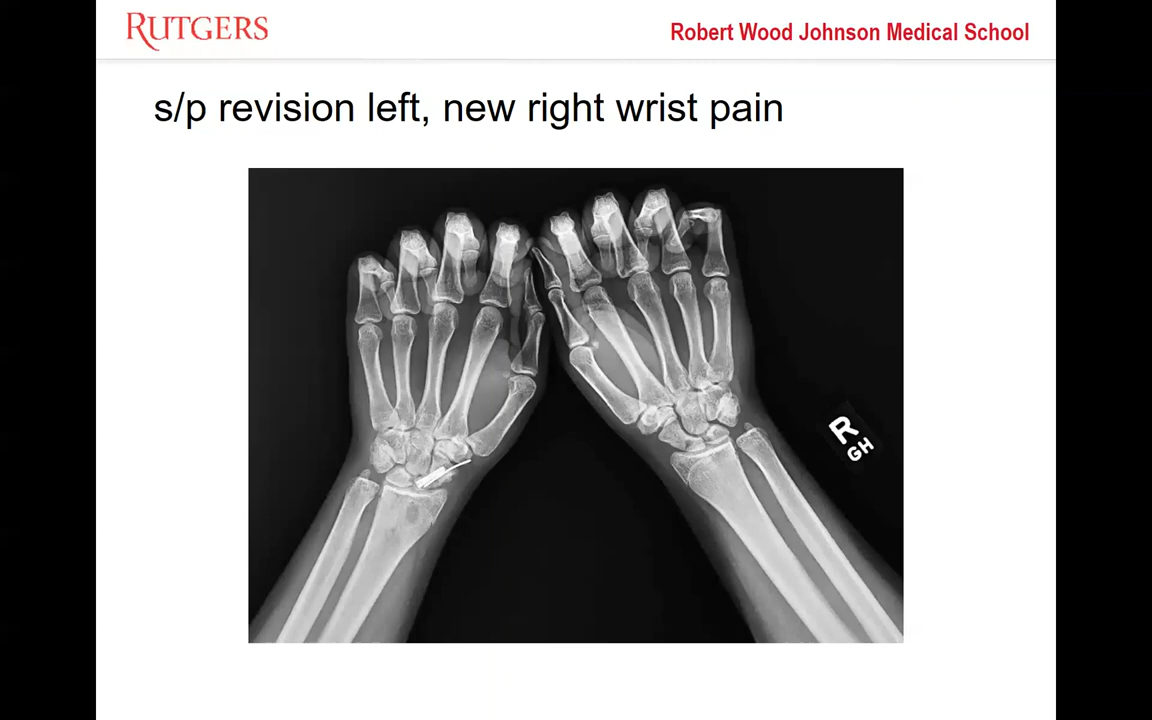 RUTGERS
Robert Wood Johnson Medical School
s/p revision left, new right wrist pain
R
GH